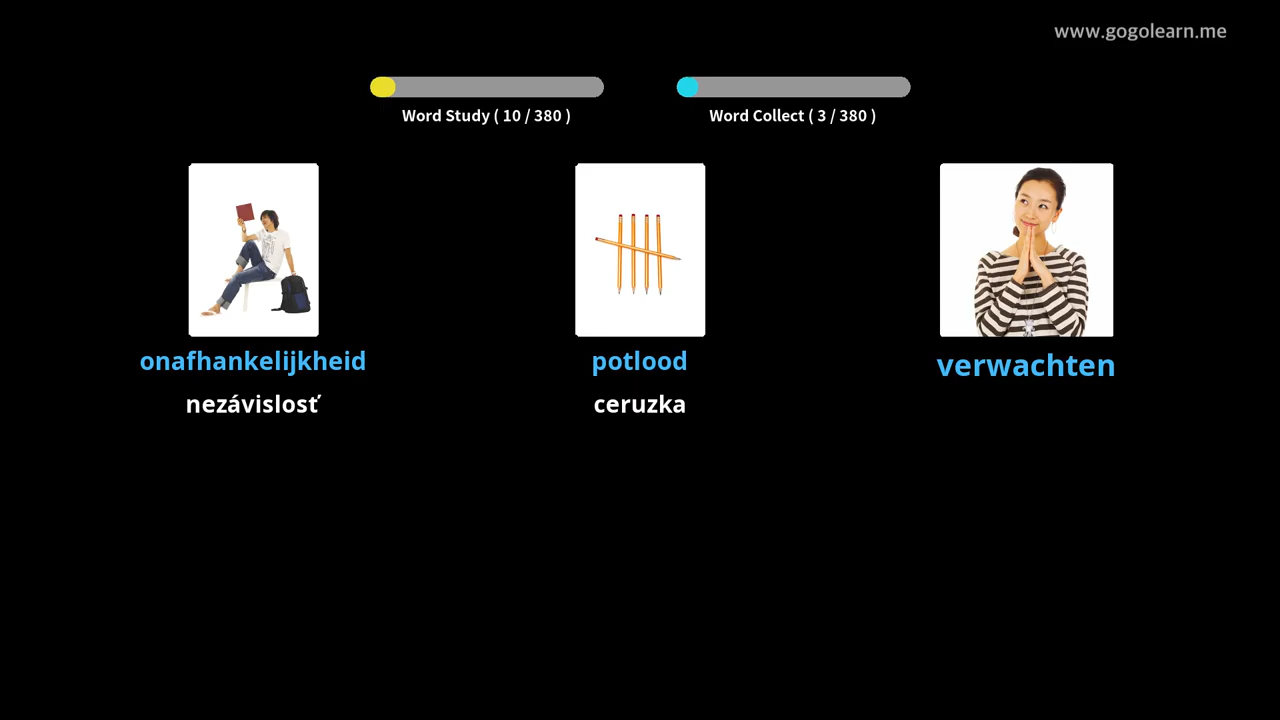 www.gogolearn.me
Word Study ( 10 / 380 )
Word Collect ( 3 / 380 )
onafhankelijkheid
nezávislosť
potlood
ceruzka
verwachten